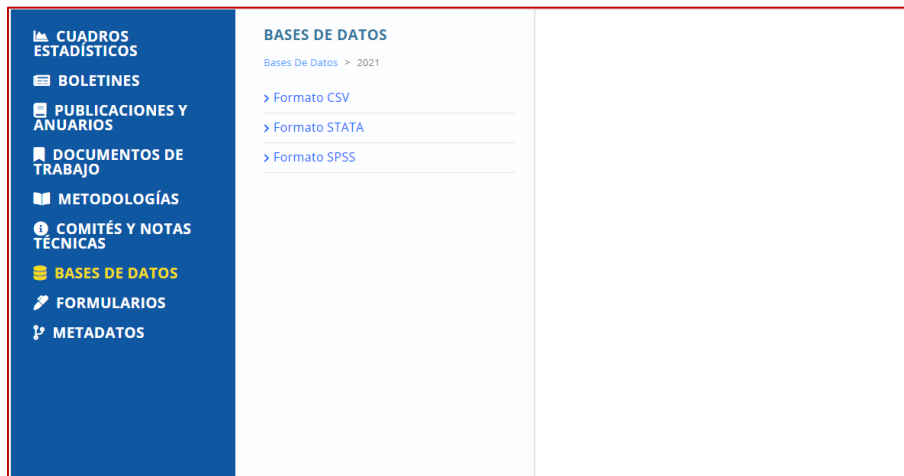 CUADROS
ESTADÍSTICOS
BOLETINES
PUBLICACIONES Y
ANUARIOS
DOCUMENTOS DE
TRABAJO
METODOLOGÍAS
COMITÉS Y NOTAS
TÉCNICAS
BASES DE DATOS
FORMULARIOS
METADATOS
BASES DE DATOS
Bases De Datos > 2021
Formato CSV
Formato STATA
Formato SPSS